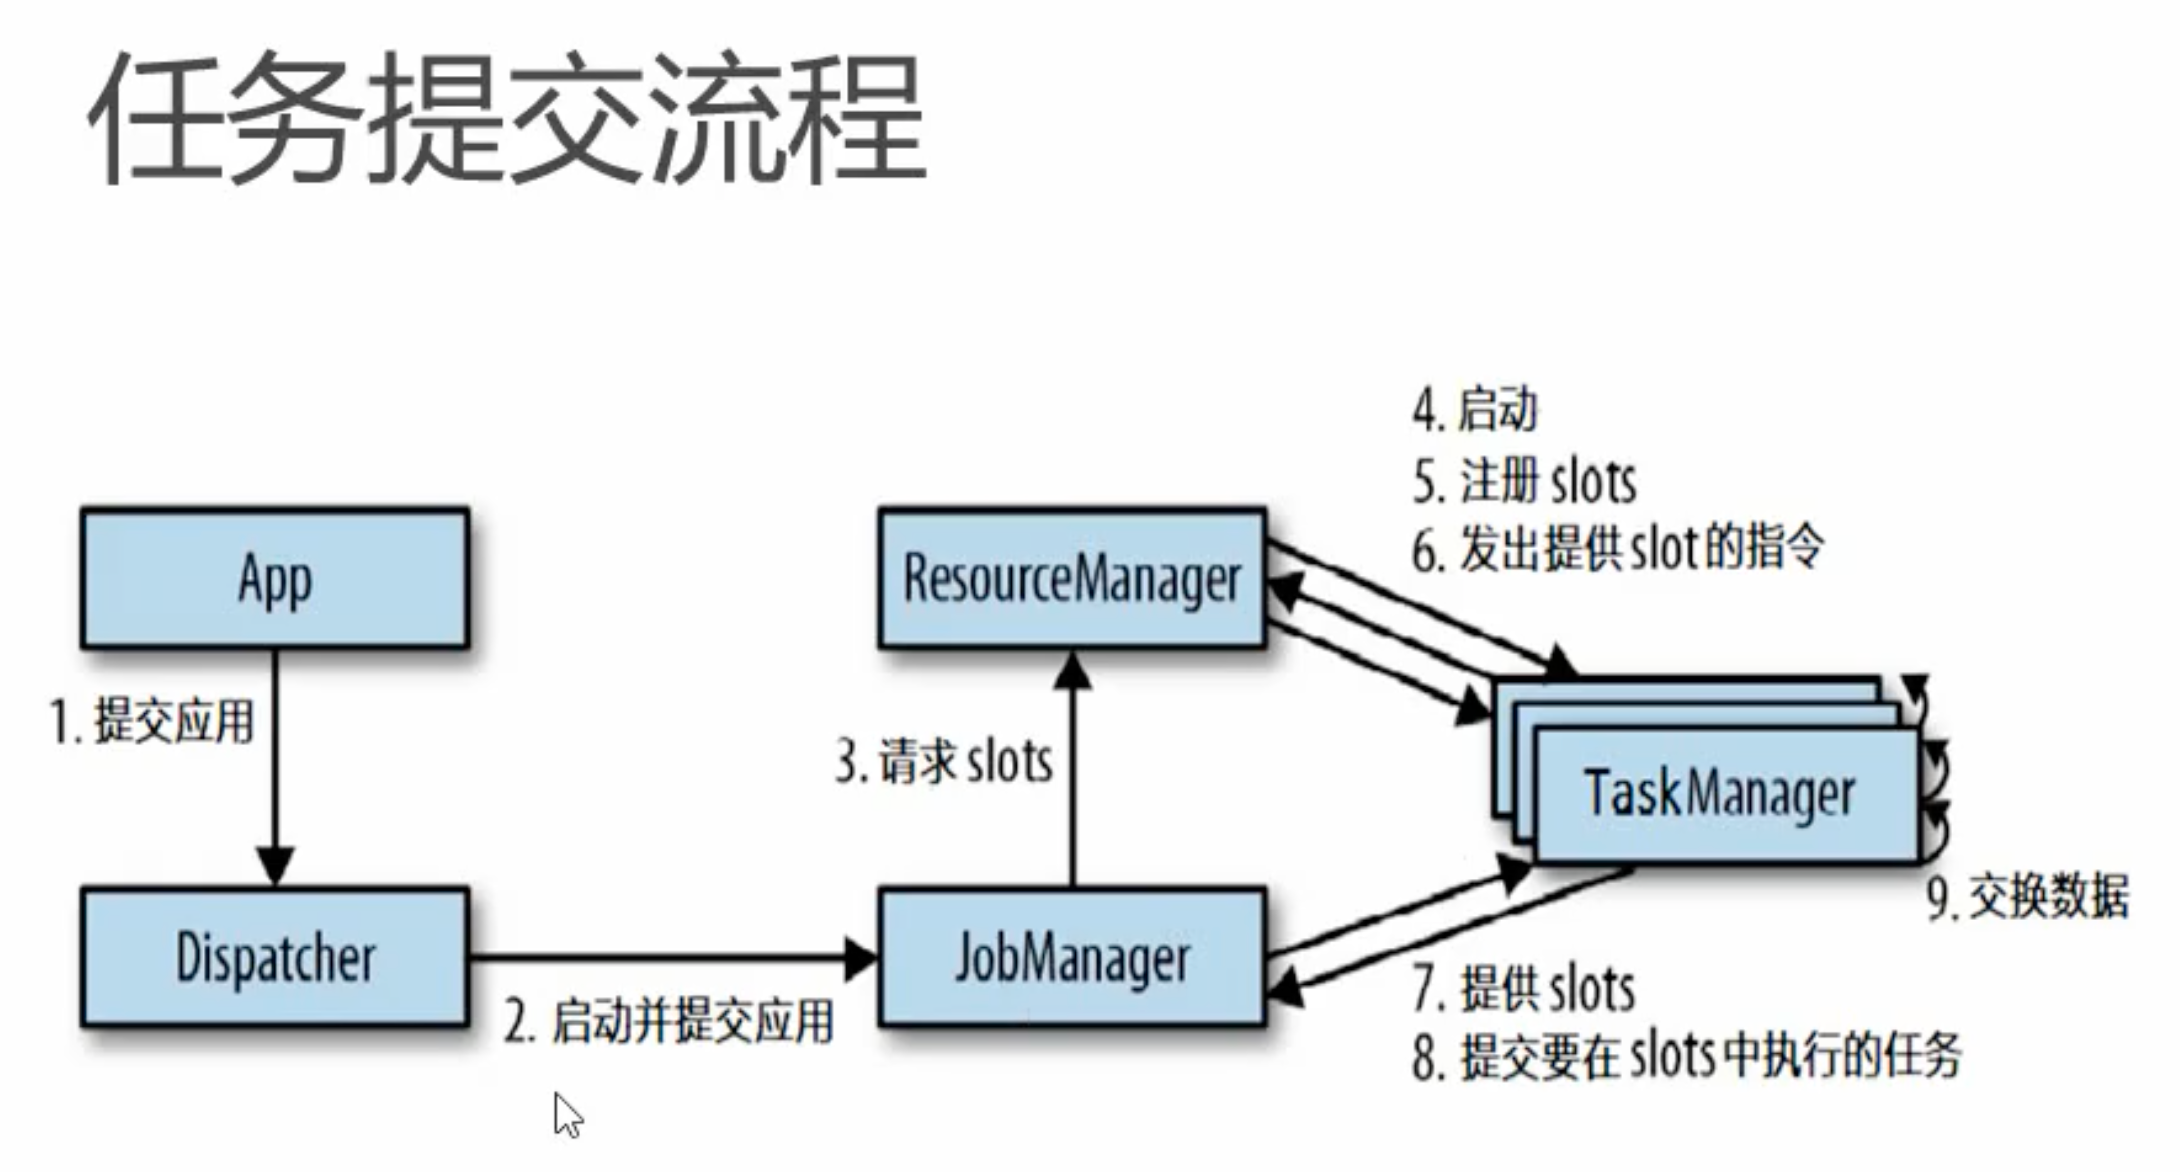 任务提交流程
4. 启动
5. 注册 slots
6. 发出提供 slot 的指令
App
ResourceManager
1. 提交应用
3. 请求 slots
TaskManager
9. 交换数据
Dispatcher
JobManager
2. 启动并提交应用
7. 提供 slots
8. 提交要在 slots 中执行的任务